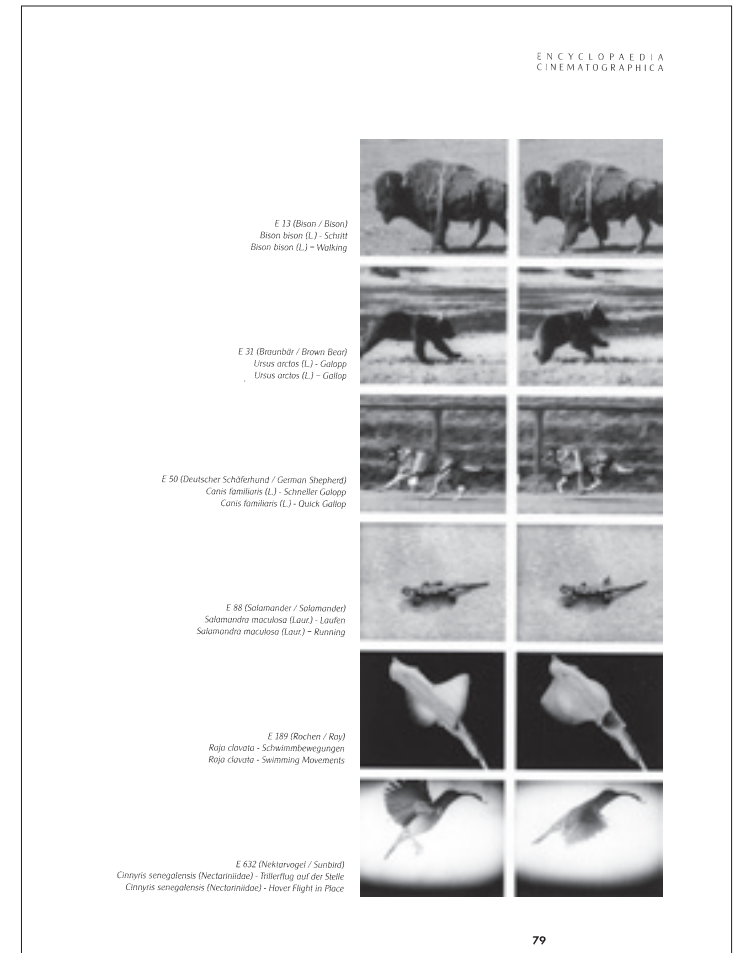 ENCYCLOPAEDIA
CINEMATOGRAPHICA
E 13 (Bison / Bison)
Bison bison (L.) - Schritt
Bison bison (L.) – Walking
E 31 (Braunbär / Brown Bear)
Ursus arctos (L.) - Galopp
Ursus arctos (L.) – Gallop
E 50 (Deutscher Schäferhund / German Shepherd)
Canis familiaris (L.) - Schneller Galopp
Canis familiaris (L.) - Quick Gallop
E 88 (Salamander / Salamander)
Salamandra maculosa (Laur.) - Laufen
Salamandra maculosa (Laur.) – Running
E 189 (Rochen / Ray)
Raja clavata - Schwimmbewegungen
Raja clavata - Swimming Movements
E 632 (Nektarvogel / Sunbird)
Cinnyris senegalensis (Nectariniidae) - Trillerflug auf der Stelle
Cinnyris senegalensis (Nectariniidae) - Hover Flight in Place
79